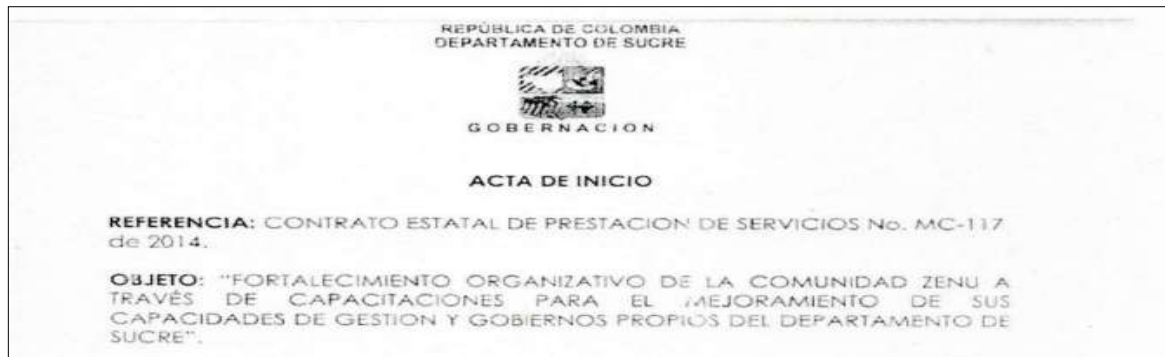 REPÚBLICA DE COLOMBIA
DEPARTAMENTO DE SUCRE
GOBERNACION
ACTA DE INICIO
REFERENCIA: CONTRATO ESTATAL DE PRESTACION DE SERVICIOS No. MC-117
de 2014.
OBJETO: "FORTALECIMIENTO ORGANIZATIVO DE LA COMUNIDAD ZENU A
TRAVÉS DE CAPACITACIONES PARA EL MEJORAMIENTO DE SUS
CAPACIDADES DE GESTION Y GOBIERNOS PROPIOS DEL DEPARTAMENTO DE
SUCRE".